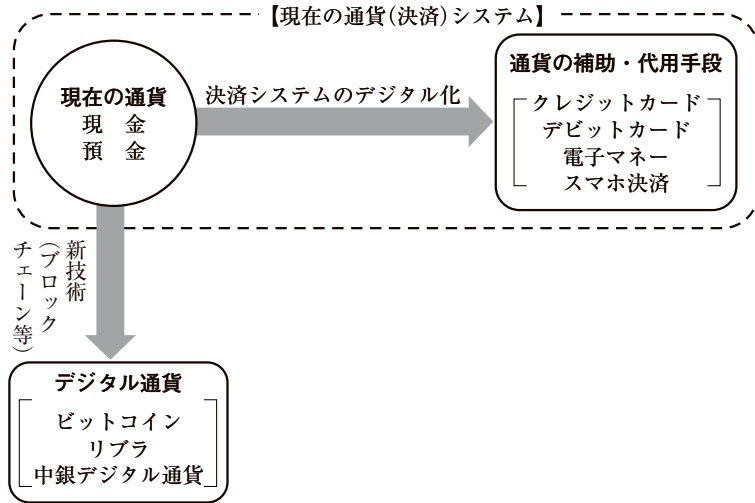 【現在の通貨(決済)システム】
現在の通貨
現 金
預 金
決済システムのデジタル化
通貨の補助・代用手段
クレジットカード
デビットカード
電子マネー
スマホ決済
新技術
(ブロック
チェーン等)
デジタル通貨
ビットコイン
リブラ
中銀デジタル通貨